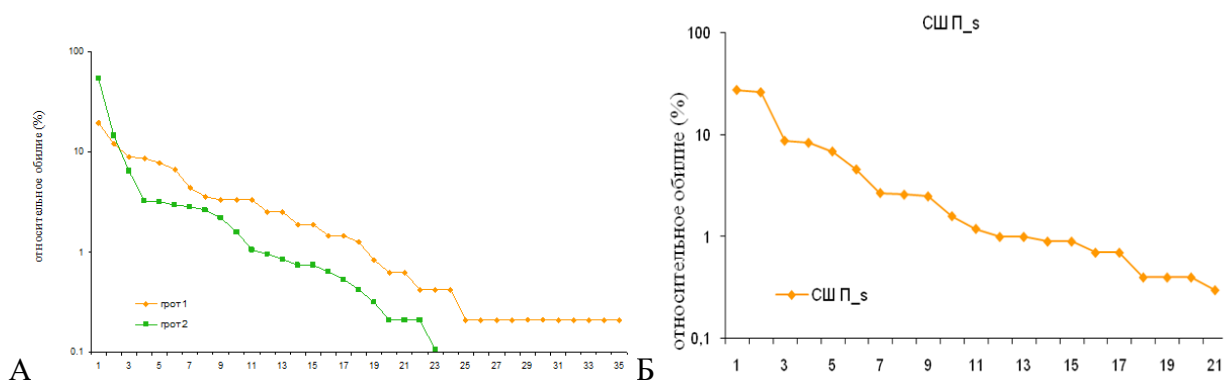 относительное обилие (%)
100
10
1
0.1
грот1
грот2
1 3 5 7 9 11 13 15 17 19 21 23 25 27 29 31 33 35
А
СШ П_s
относительное обилие (%)
100
10
1
0,1
СШ П_s
1 3 5 7 9 11 13 15 17 19 21
Б